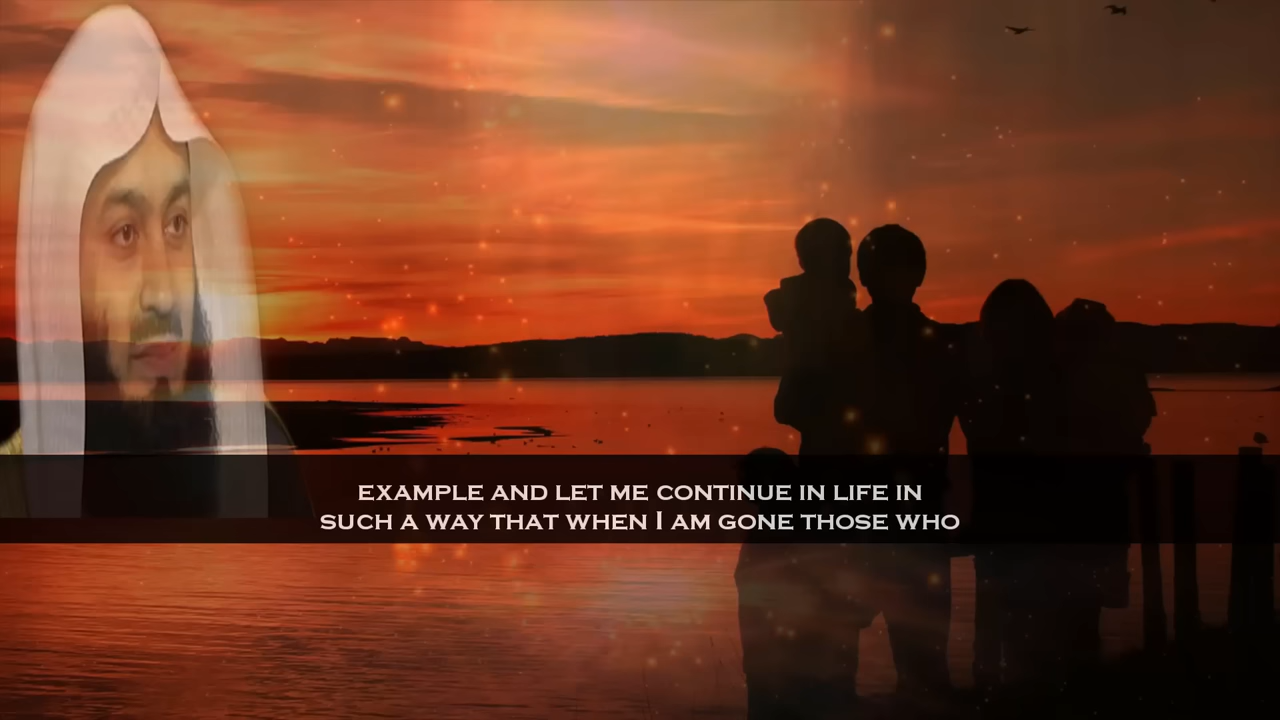 EXAMPLE AND LET ME CONTINUE IN LIFE IN
SUCH A WAY THAT WHEN I AM GONE THOSE WHO